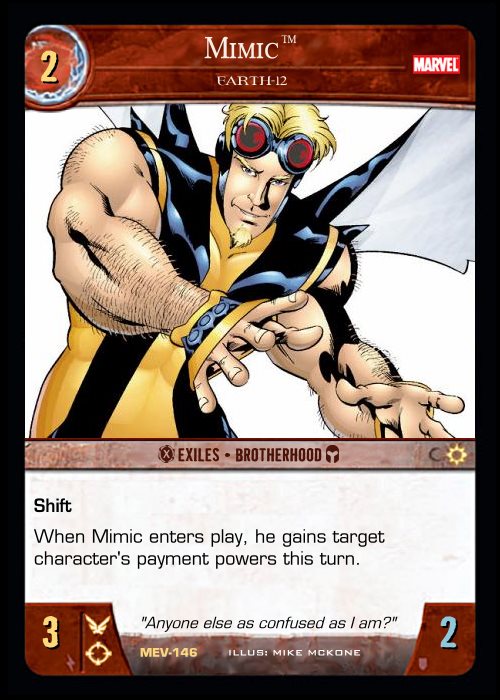 2
MIMIC™
EARTH-12
MARVEL
EXILES • BROTHERHOOD
C
Shift
When Mimic enters play, he gains target
character's payment powers this turn.
3
"Anyone else as confused as I am?"
MEV-146 ILLUS: MIKE MCKONE
2